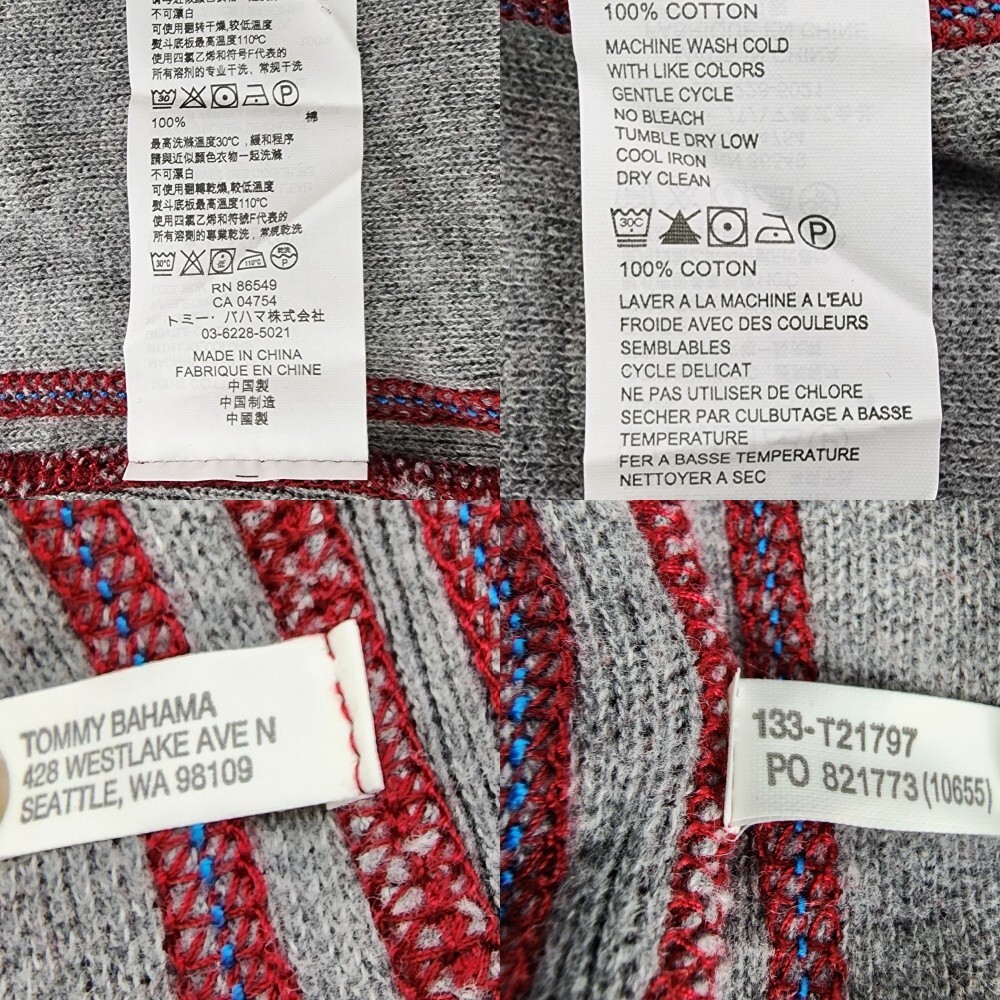 不可漂白
可使用翻转干燥,较低温度
熨斗底板最高温度110℃
使用四氯乙烯和符号F代表的
所有溶剂的专业干洗、常规干洗
30 P
100% 棉
最高洗滌溫度30℃,緩和程序
請與近似顏色衣物一起洗滌
不可漂白
可使用翻轉乾燥,較低溫度
熨斗底板最高溫度110℃
使用四氯乙烯和符號F代表的
所有溶劑的專業乾洗,常規乾洗
30℃ 110℃
RN 86549
CA 04754
トミー・バハマ株式会社
03-6228-5021
MADE IN CHINA
FABRIQUE EN CHINE
中国製
中国制造
中國製
100% COTTON
MACHINE WASH COLD
WITH LIKE COLORS
GENTLE CYCLE
NO BLEACH
TUMBLE DRY LOW
COOL IRON
DRY CLEAN
30C P
100% COTON
LAVER A LA MACHINE A L'EAU
FROIDE AVEC DES COULEURS
SEMBLABLES
CYCLE DELICAT
NE PAS UTILISER DE CHLORE
SECHER PAR CULBUTAGE A BASSE
TEMPERATURE
FER A BASSE TEMPERATURE
NETTOYER A SEC
TOMMY BAHAMA
428 WESTLAKE AVE N
SEATTLE, WA 98109
133-T21797
PO 821773 (10655)